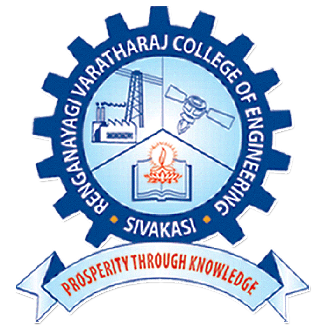 RENGANAYAGI VARATHARAJ COLLEGE OF ENGINEERING
• SIVAKASI •
PROSPERITY THROUGH KNOWLEDGE